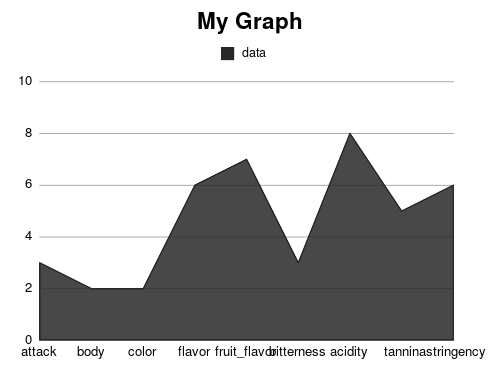 My Graph
data
10
8
6
4
2
0
attack body color flavor fruit_flavor bitterness acidity tannin astringency